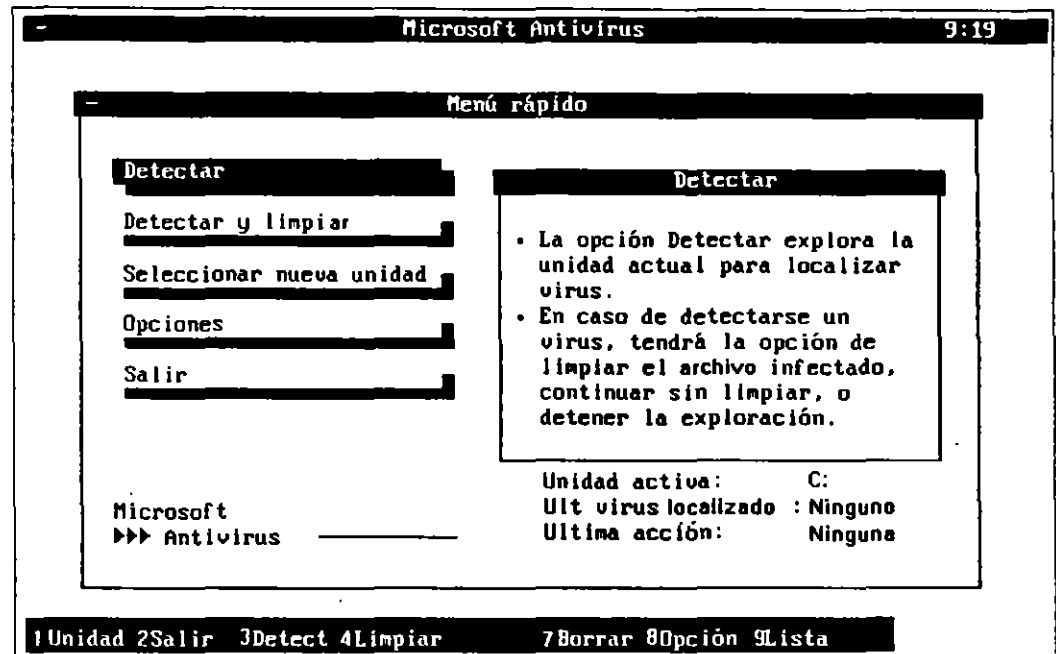 - Microsoft Antivirus 9:19
- Menú rápido
Detectar
Detectar y limpiar
Seleccionar nueva unidad
Opciones
Salir
Detectar
• La opción Detectar explora la
unidad actual para localizar
virus.
• En caso de detectarse un
virus, tendrá la opción de
limpiar el archivo infectado,
continuar sin limpiar, o
detener la exploración.
Unidad activa: C:
Ult virus localizado : Ninguno
Ultima acción: Ninguna
Microsoft
▶▶▶ Antivirus
1Unidad 2Salir 3Detect 4Limpiar 7Borrar 8Opción 9Lista